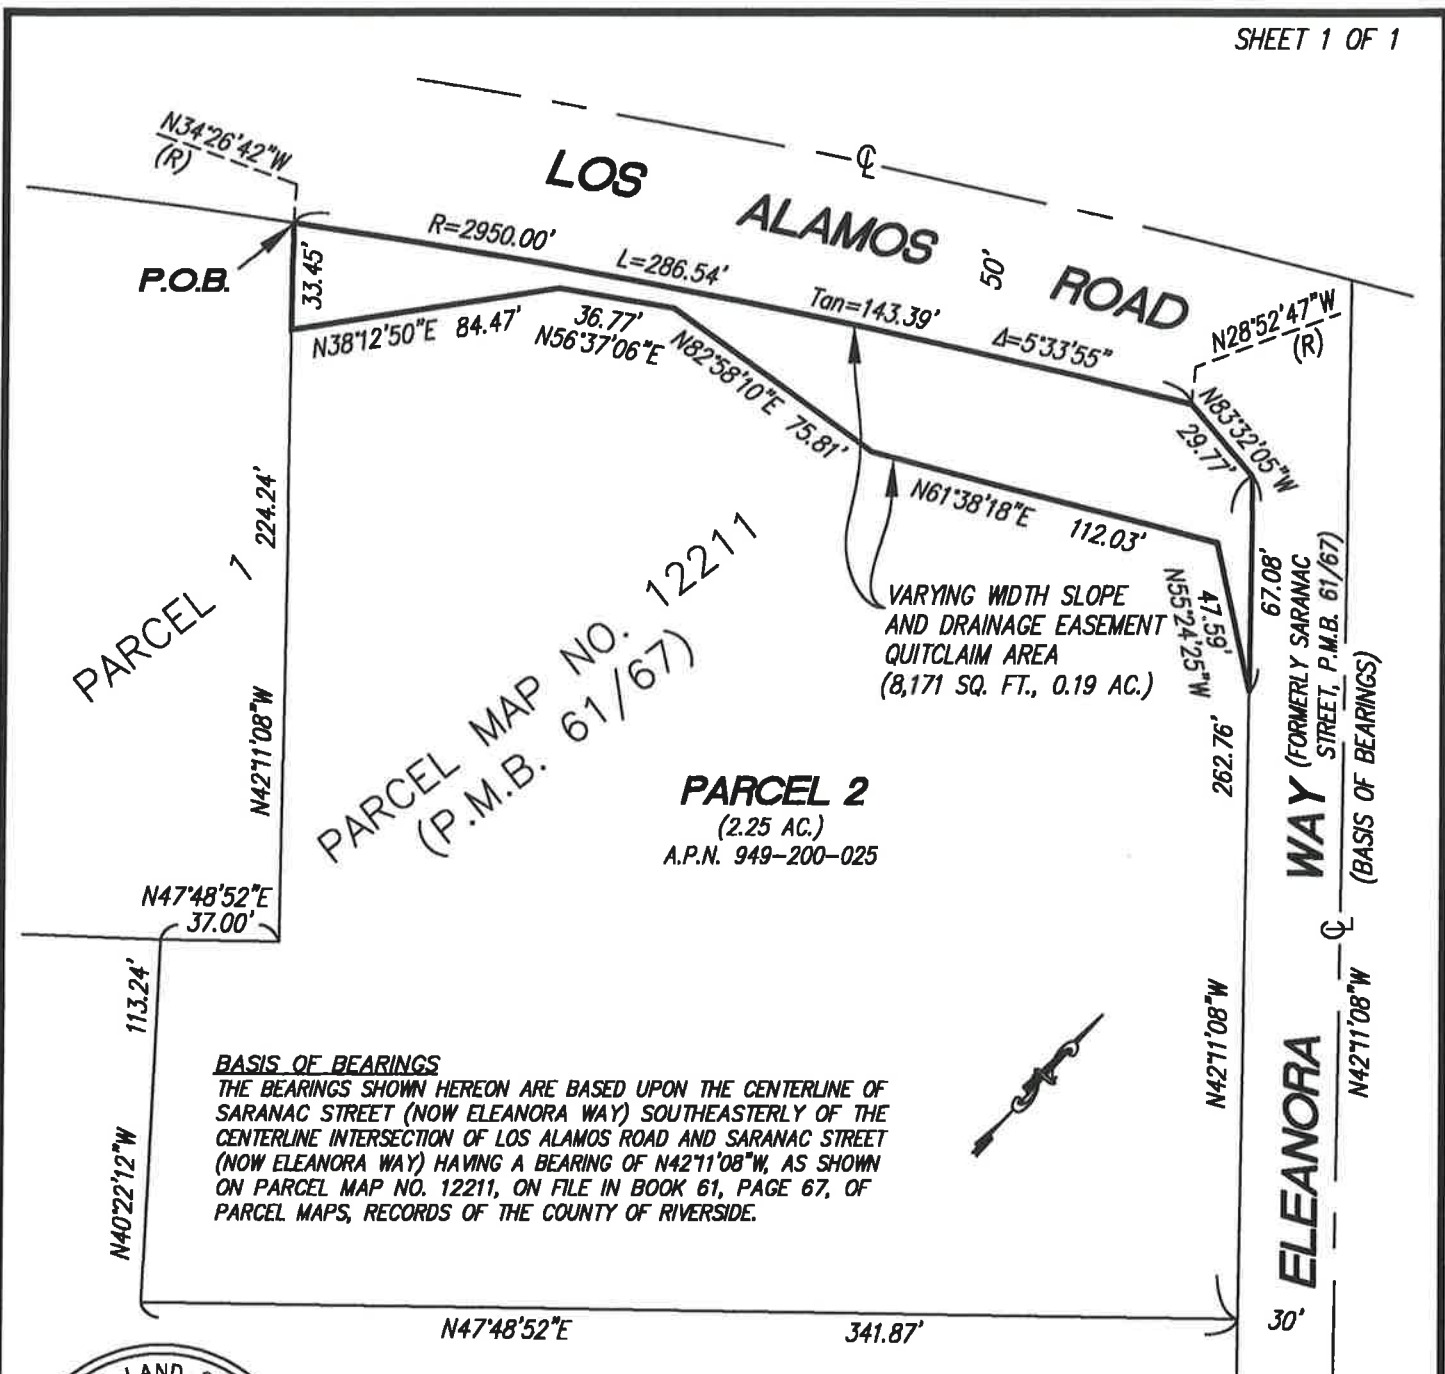 SHEET 1 OF 1
N34°26'42"W
(R)
LOS ALAMOS ROAD
℄
50'
R=2950.00'
L=286.54'
Tan=143.39'
Δ=5°33'55"
N28°52'47"W
(R)
P.O.B.
33.45'
N38°12'50"E 84.47'
36.77'
N56°37'06"E
N82°58'10"E 75.81'
N61°38'18"E 112.03'
N83°32'05"W
29.77'
47.59'
N55°24'25"W
67.08'
VARYING WIDTH SLOPE
AND DRAINAGE EASEMENT
QUITCLAIM AREA
(8,171 SQ. FT., 0.19 AC.)
224.24'
N42°11'08"W
PARCEL 1
PARCEL MAP NO. 12211
(P.M.B. 61/67)
PARCEL 2
(2.25 AC.)
A.P.N. 949-200-025
262.76'
N42°11'08"W
ELEANORA WAY
(FORMERLY SARANAC
STREET, P.M.B. 61/67)
(BASIS OF BEARINGS)
℄
N42°11'08"W
N47°48'52"E
37.00'
113.24'
N40°22'12"W
BASIS OF BEARINGS
THE BEARINGS SHOWN HEREON ARE BASED UPON THE CENTERLINE OF
SARANAC STREET (NOW ELEANORA WAY) SOUTHEASTERLY OF THE
CENTERLINE INTERSECTION OF LOS ALAMOS ROAD AND SARANAC STREET
(NOW ELEANORA WAY) HAVING A BEARING OF N42°11'08"W, AS SHOWN
ON PARCEL MAP NO. 12211, ON FILE IN BOOK 61, PAGE 67, OF
PARCEL MAPS, RECORDS OF THE COUNTY OF RIVERSIDE.
N
N47°48'52"E 341.87'
30'
LAND